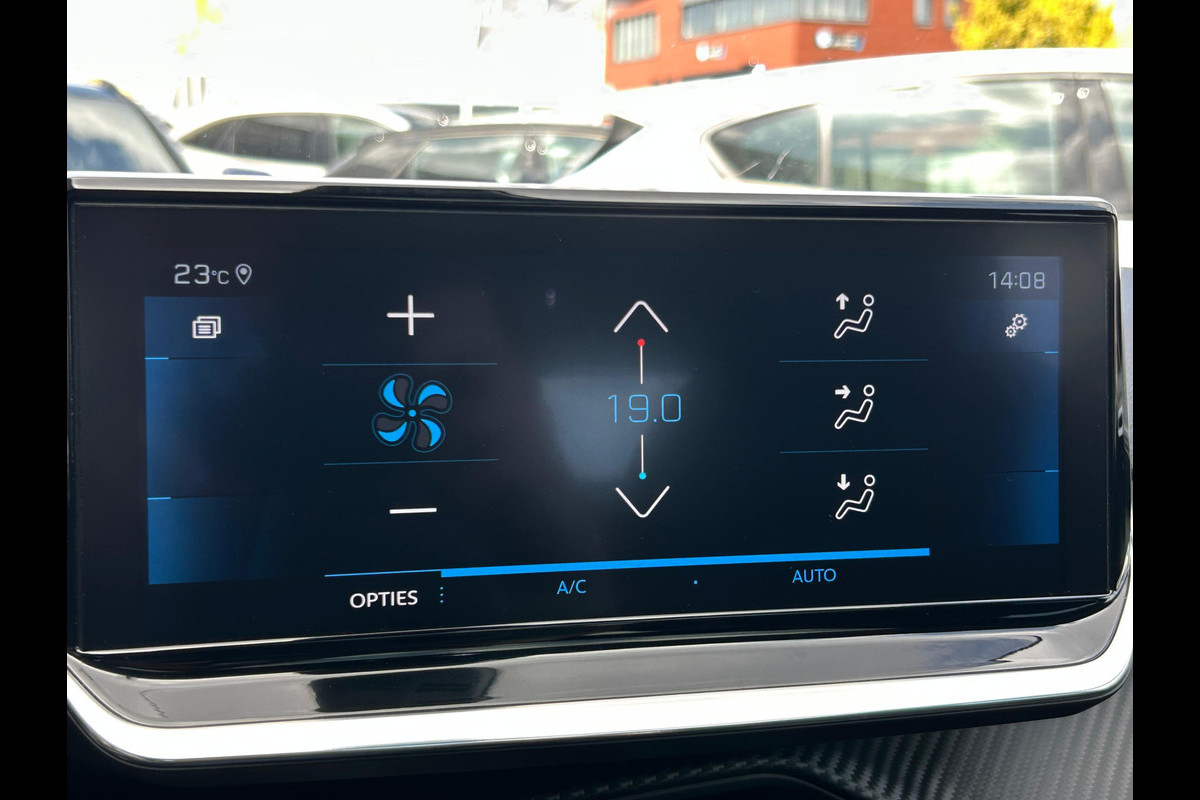 23°C
14:08
19.0
OPTIES
A/C
AUTO